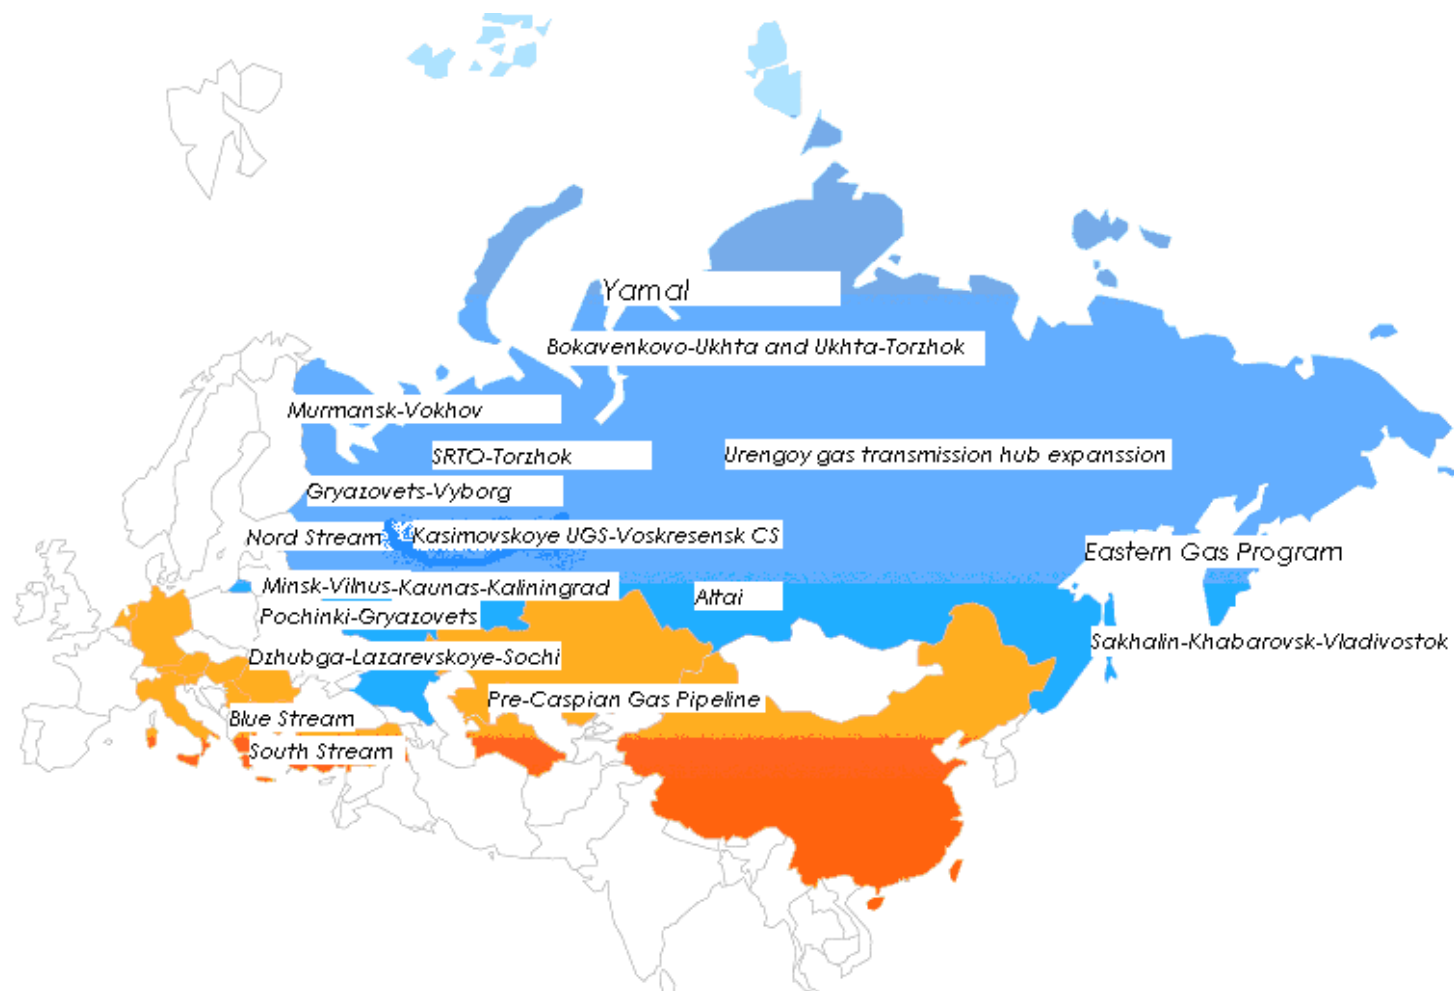 Yamal
Bokavenkovo-Ukhta and Ukhta-Torzhok
Murmansk-Vokhov
SRTO-Torzhok
Urengoy gas transmission hub expanssion
Gryazovets-Vyborg
Nord Stream
Kasimovskoye UGS-Voskresensk CS
Eastern Gas Program
Minsk-Vilnus-Kaunas-Kaliningrad
Altai
Pochinki-Gryazovets
Sakhalin-Khabarovsk-Vladivostok
Dzhubga-Lazarevskoye-Sochi
Pre-Caspian Gas Pipeline
Blue Stream
South Stream